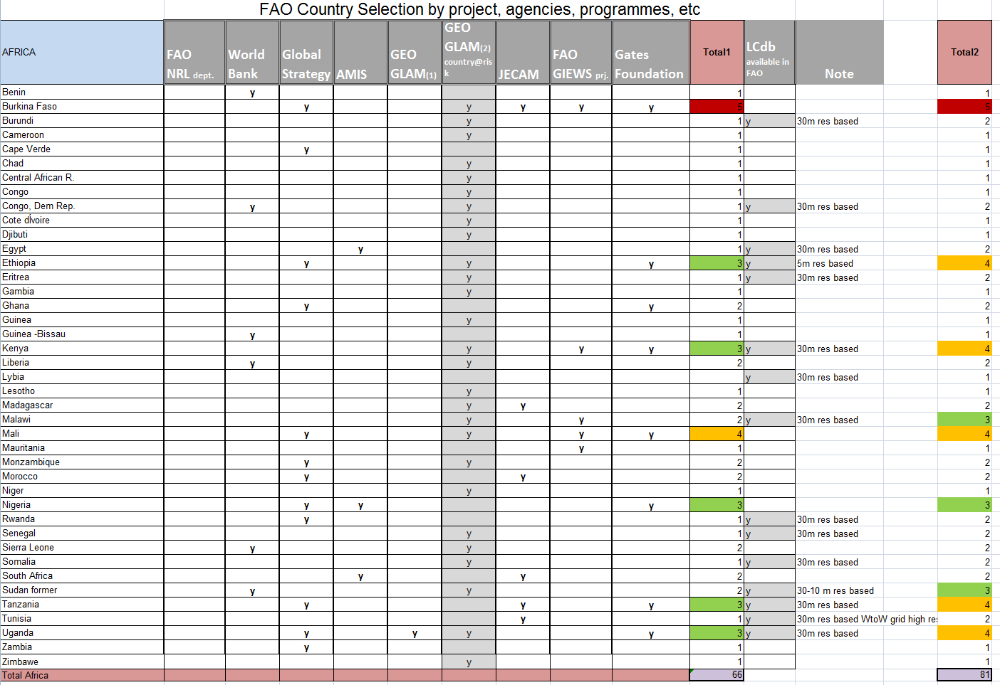 FAO Country Selection by project, agencies, programmes, etc
AFRICA FAO NRL dept. World Bank Global Strategy AMIS GEO GLAM(1) GEO GLAM(2) country@risk JECAM FAO GIEWS prj. Gates Foundation Total1 LCdb available in FAO Note Total2
Benin y 1 1
Burkina Faso y y y y y 5 5
Burundi y 1 y 30m res based 2
Cameroon y 1 1
Cape Verde y 1 1
Chad y 1 1
Central African R. y 1 1
Congo y 1 1
Congo, Dem Rep. y y 1 y 30m res based 2
Cote dÍvoire y 1 1
Djibuti y 1 1
Egypt y 1 y 30m res based 2
Ethiopia y y y 3 y 5m res based 4
Eritrea y 1 y 30m res based 2
Gambia y 1 1
Ghana y y 2 2
Guinea y 1 1
Guinea -Bissau y 1 1
Kenya y y y 3 y 30m res based 4
Liberia y y 2 2
Lybia y 30m res based 1
Lesotho y 1 1
Madagascar y y 2 2
Malawi y y 2 y 30m res based 3
Mali y y y y 4 4
Mauritania y 1 1
Monzambique y y 2 2
Morocco y y 2 2
Niger y 1 1
Nigeria y y y 3 3
Rwanda y 1 y 30m res based 2
Senegal y 1 y 30m res based 2
Sierra Leone y y 2 2
Somalia y 1 y 30m res based 2
South Africa y y 2 2
Sudan former y y 2 y 30-10 m res based 3
Tanzania y y y 3 y 30m res based 4
Tunisia y 1 y 30m res based WtoW grid high res 2
Uganda y y y y 3 y 30m res based 4
Zambia y 1 1
Zimbawe y 1 1
Total Africa 66 81